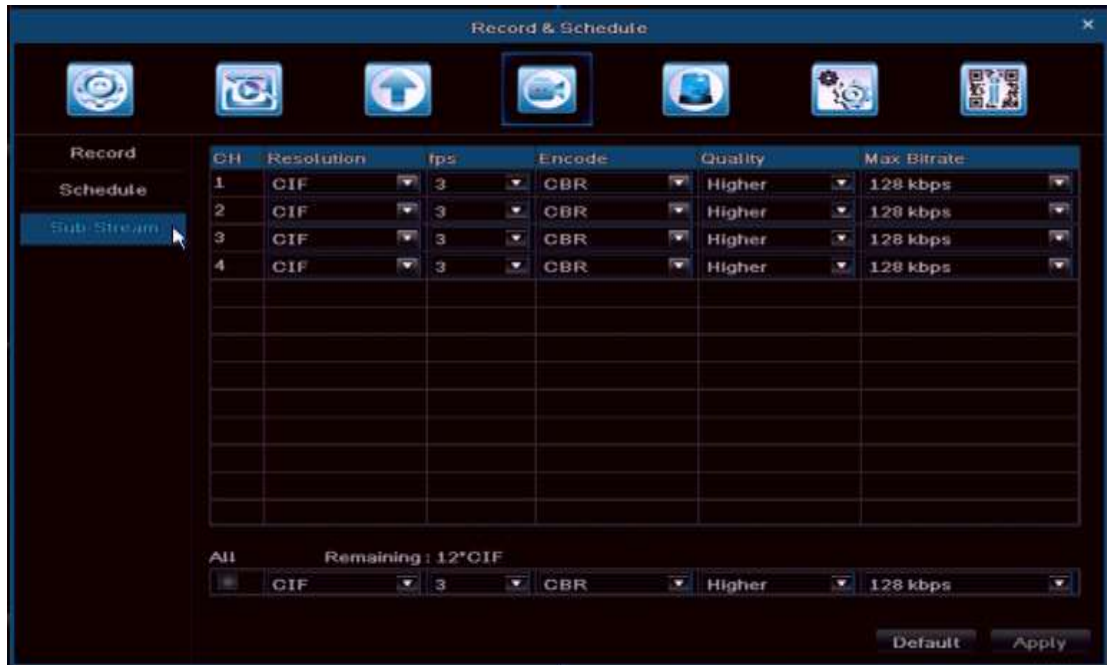 Record & Schedule ×
Record
Schedule
Sub-Stream
CH Resolution fps Encode Quality Max Bitrate
1 CIF 3 CBR Higher 128 kbps
2 CIF 3 CBR Higher 128 kbps
3 CIF 3 CBR Higher 128 kbps
4 CIF 3 CBR Higher 128 kbps
All Remaining : 12*CIF
CIF 3 CBR Higher 128 kbps
Default Apply